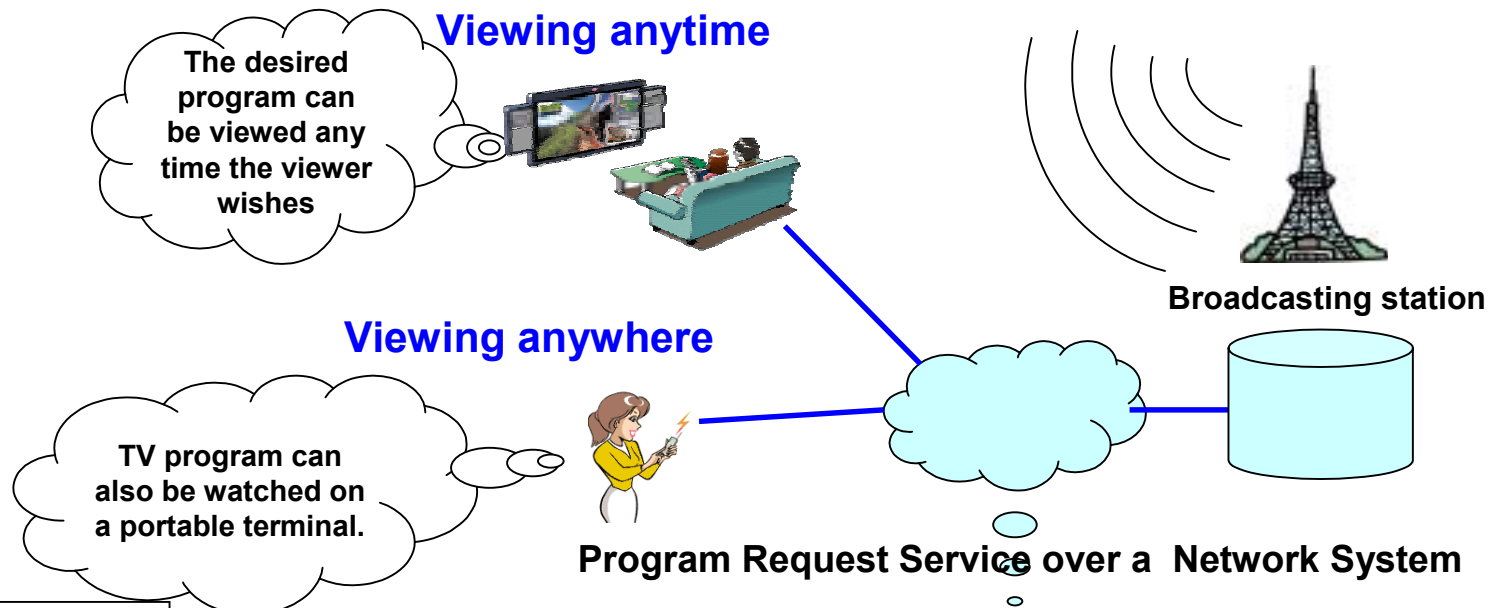 Viewing anytime
The desired
program can
be viewed any
time the viewer
wishes
Broadcasting station
Viewing anywhere
TV program can
also be watched on
a portable terminal.
Program Request Service over a Network System